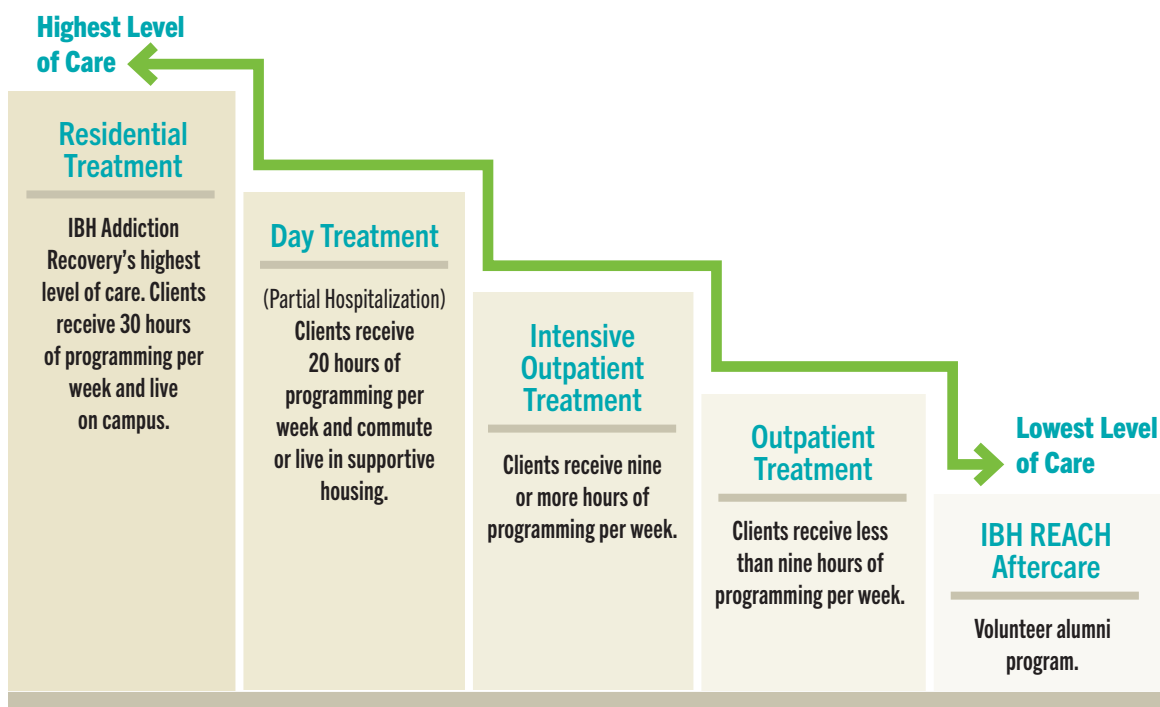 Highest Level
of Care
Residential
Treatment
IBH Addiction
Recovery’s highest
level of care. Clients
receive 30 hours
of programming per
week and live
on campus.
Day Treatment
(Partial Hospitalization)
Clients receive
20 hours of
programming per
week and commute
or live in supportive
housing.
Intensive
Outpatient
Treatment
Clients receive nine
or more hours of
programming per week.
Outpatient
Treatment
Clients receive less
than nine hours of
programming per week.
Lowest Level
of Care
IBH REACH
Aftercare
Volunteer alumni
program.